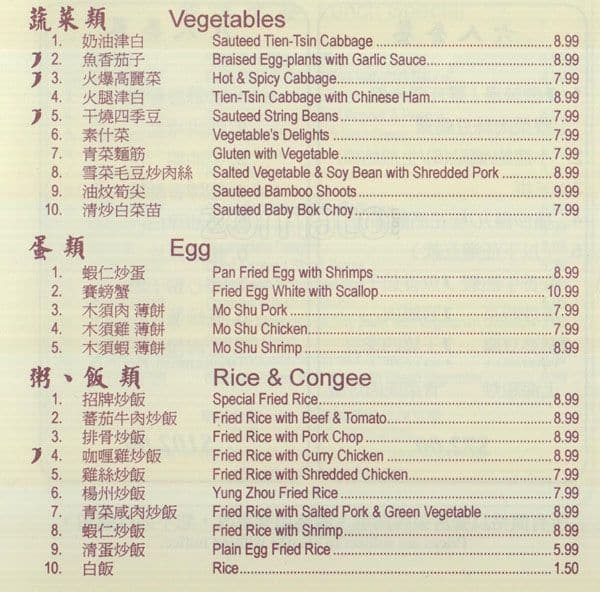 蔬菜類 Vegetables
1. 奶油津白 Sauteed Tien-Tsin Cabbage 8.99
2. 魚香茄子 Braised Egg-plants with Garlic Sauce 8.99
3. 火爆高麗菜 Hot & Spicy Cabbage 7.99
4. 火腿津白 Tien-Tsin Cabbage with Chinese Ham 8.99
5. 干燒四季豆 Sauteed String Beans 7.99
6. 素什菜 Vegetable's Delights 7.99
7. 青菜麵筋 Gluten with Vegetable 7.99
8. 雪菜毛豆炒肉絲 Salted Vegetable & Soy Bean with Shredded Pork 8.99
9. 油炆筍尖 Sauteed Bamboo Shoots 9.99
10. 清炒白菜苗 Sauteed Baby Bok Choy 7.99
蛋類 Egg
1. 蝦仁炒蛋 Pan Fried Egg with Shrimps 8.99
2. 賽螃蟹 Fried Egg White with Scallop 10.99
3. 木須肉 薄餅 Mo Shu Pork 7.99
4. 木須雞 薄餅 Mo Shu Chicken 7.99
5. 木須蝦 薄餅 Mo Shu Shrimp 8.99
粥、飯類 Rice & Congee
1. 招牌炒飯 Special Fried Rice 8.99
2. 蕃茄牛肉炒飯 Fried Rice with Beef & Tomato 8.99
3. 排骨炒飯 Fried Rice with Pork Chop 8.99
4. 咖喱雞炒飯 Fried Rice with Curry Chicken 8.99
5. 雞絲炒飯 Fried Rice with Shredded Chicken 7.99
6. 楊州炒飯 Yung Zhou Fried Rice 7.99
7. 青菜咸肉炒飯 Fried Rice with Salted Pork & Green Vegetable 8.99
8. 蝦仁炒飯 Fried Rice with Shrimp 8.99
9. 清蛋炒飯 Plain Egg Fried Rice 5.99
10. 白飯 Rice 1.50